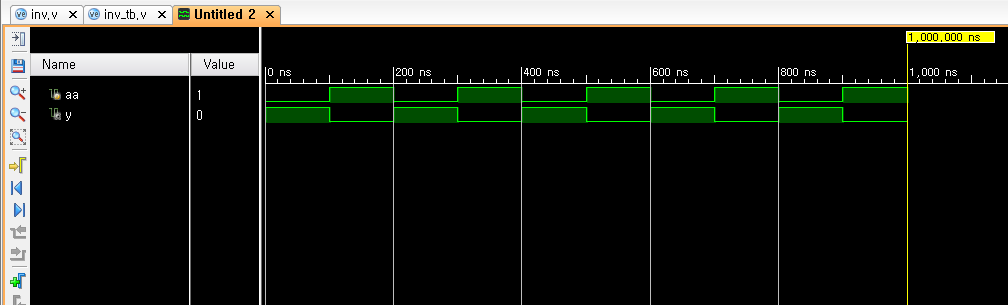 inv.v inv_tb.v Untitled 2
1,000,000 ns
Name Value
0 ns 200 ns 400 ns 600 ns 800 ns 1,000 ns
aa 1
y 0